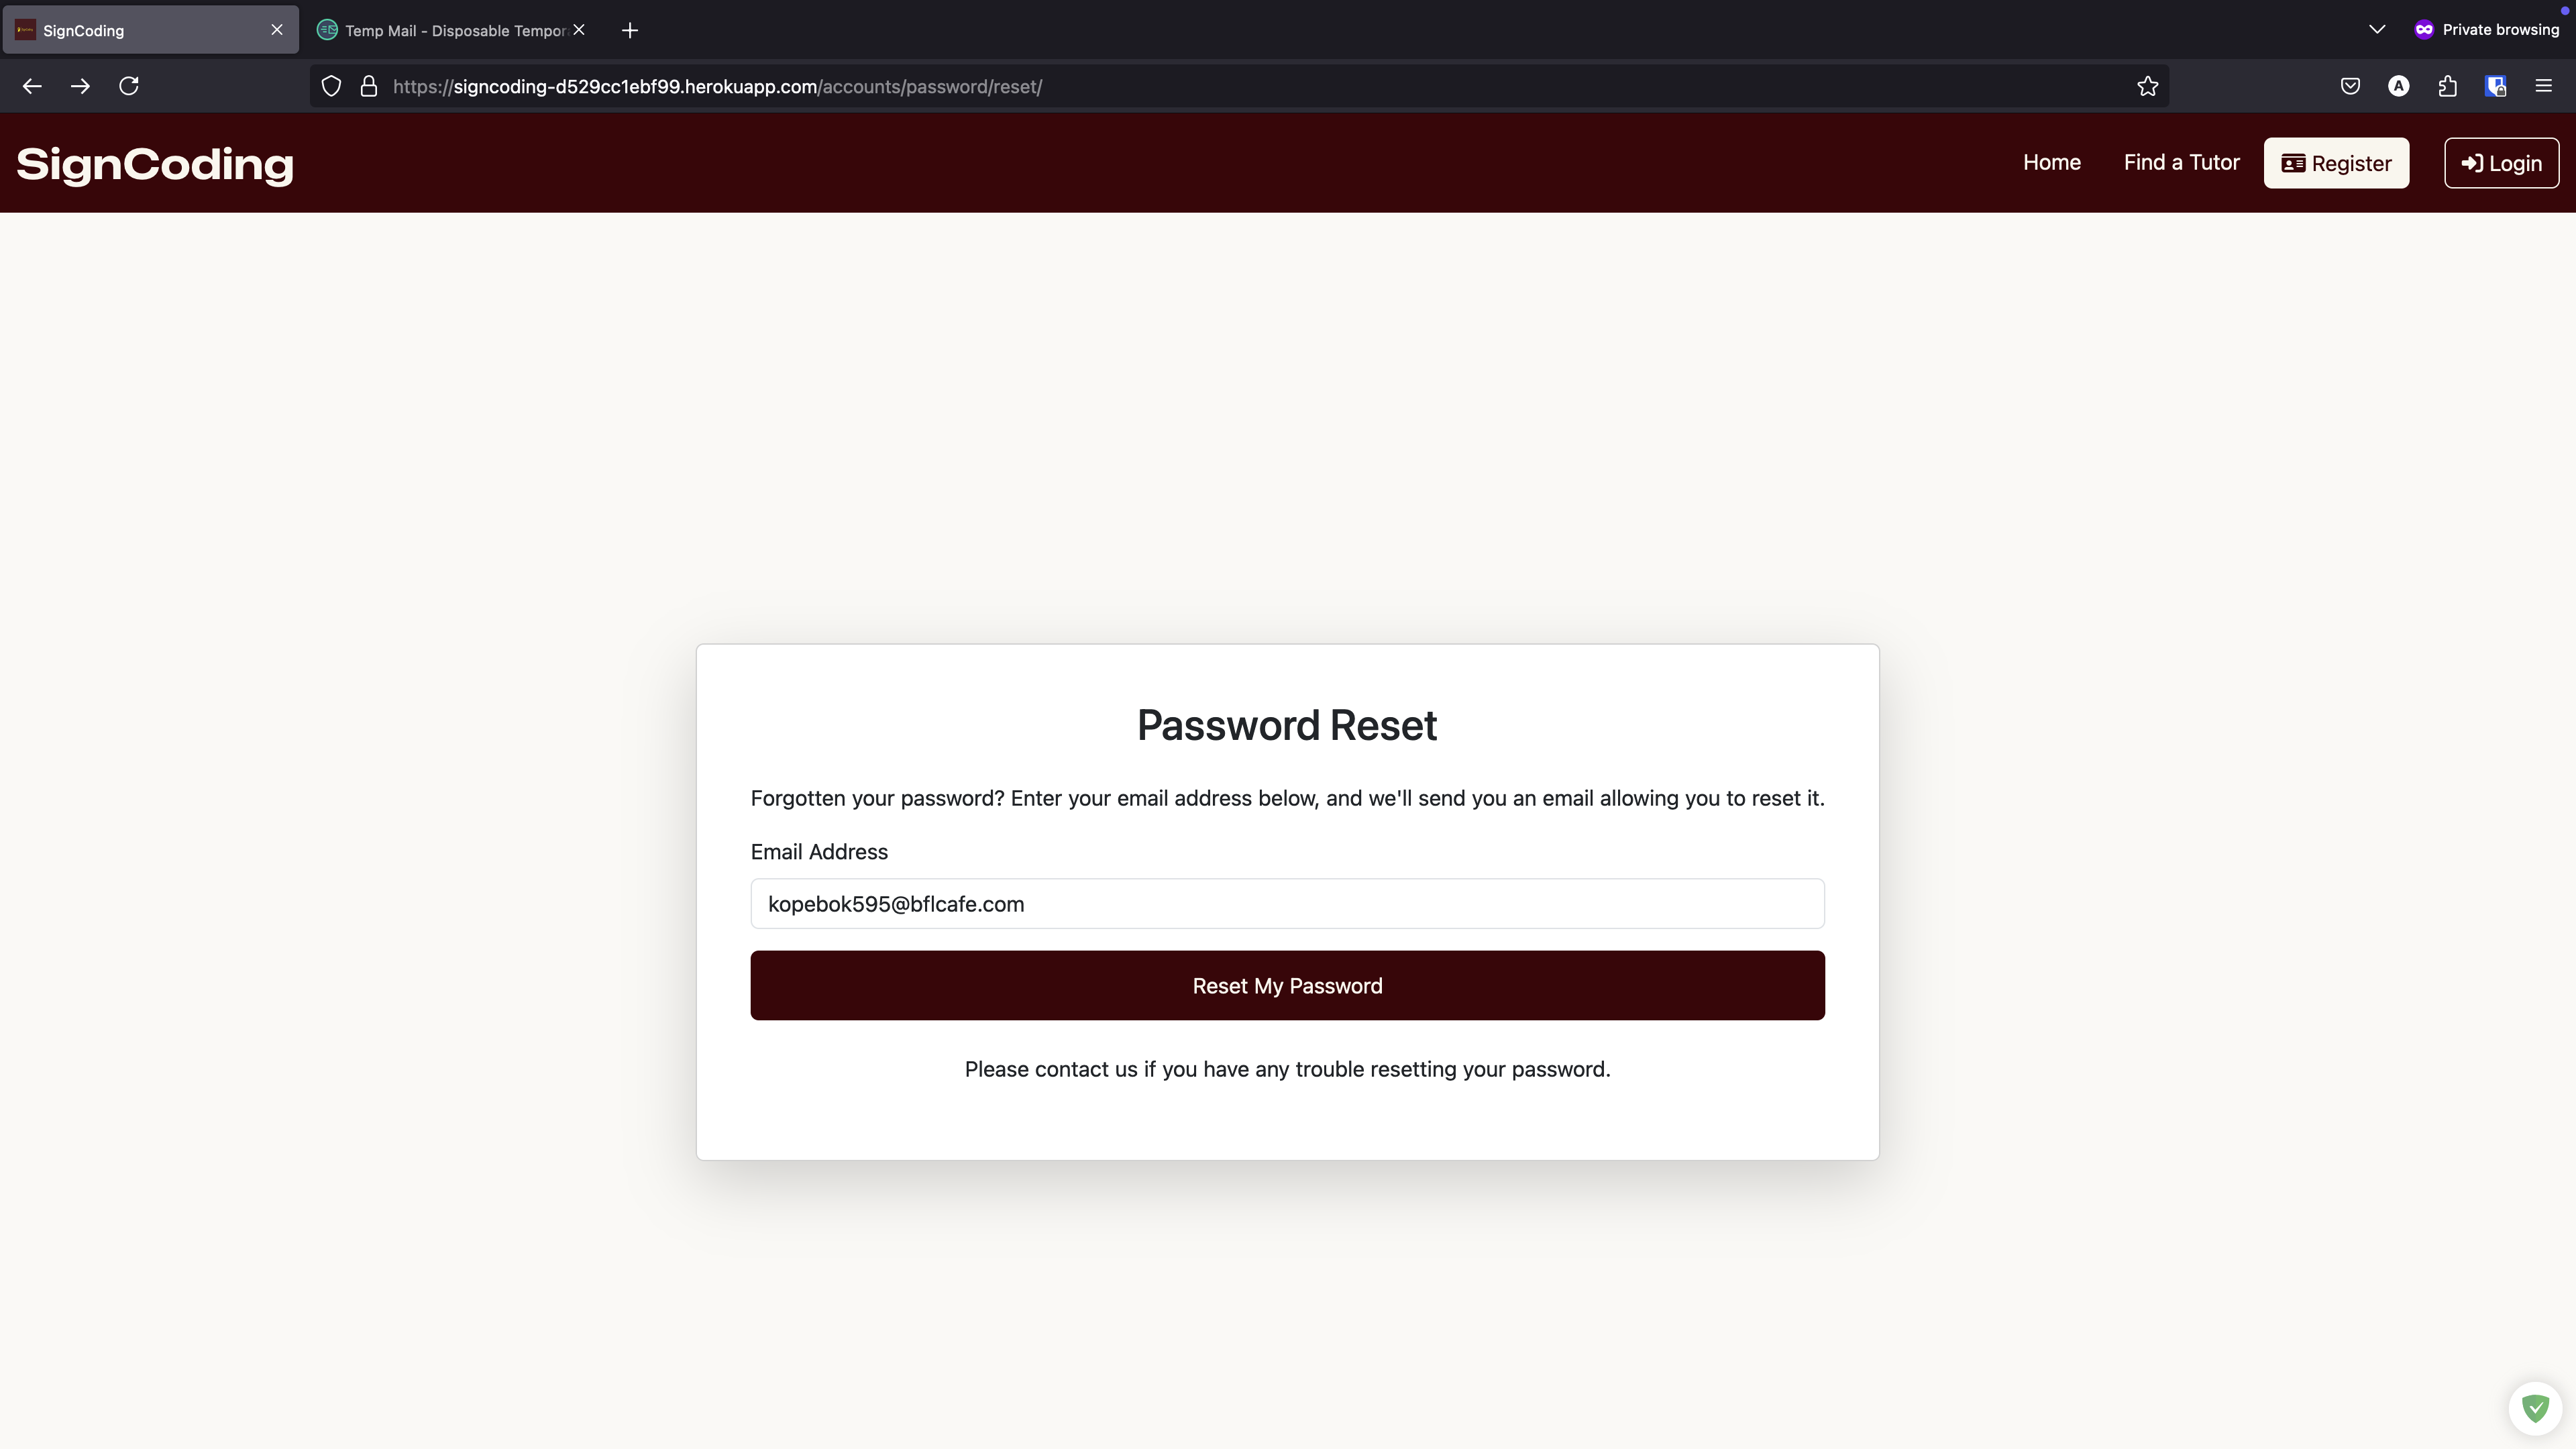 SignCoding
Temp Mail - Disposable Tempor
Private browsing
https://signcoding-d529cc1ebf99.herokuapp.com/accounts/password/reset/
A
SignCoding
Home
Find a Tutor
Register
Login
Password Reset
Forgotten your password? Enter your email address below, and we'll send you an email allowing you to reset it.
Email Address
kopebok595@bflcafe.com
Reset My Password
Please contact us if you have any trouble resetting your password.